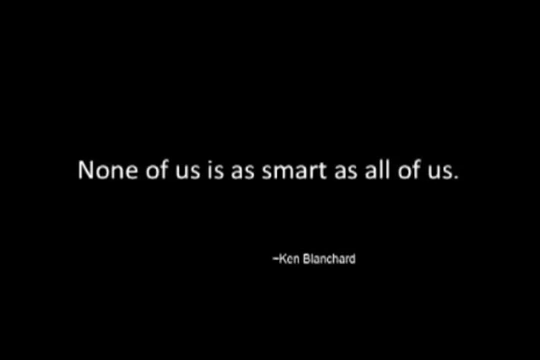 None of us is as smart as all of us.
~Ken Blanchard